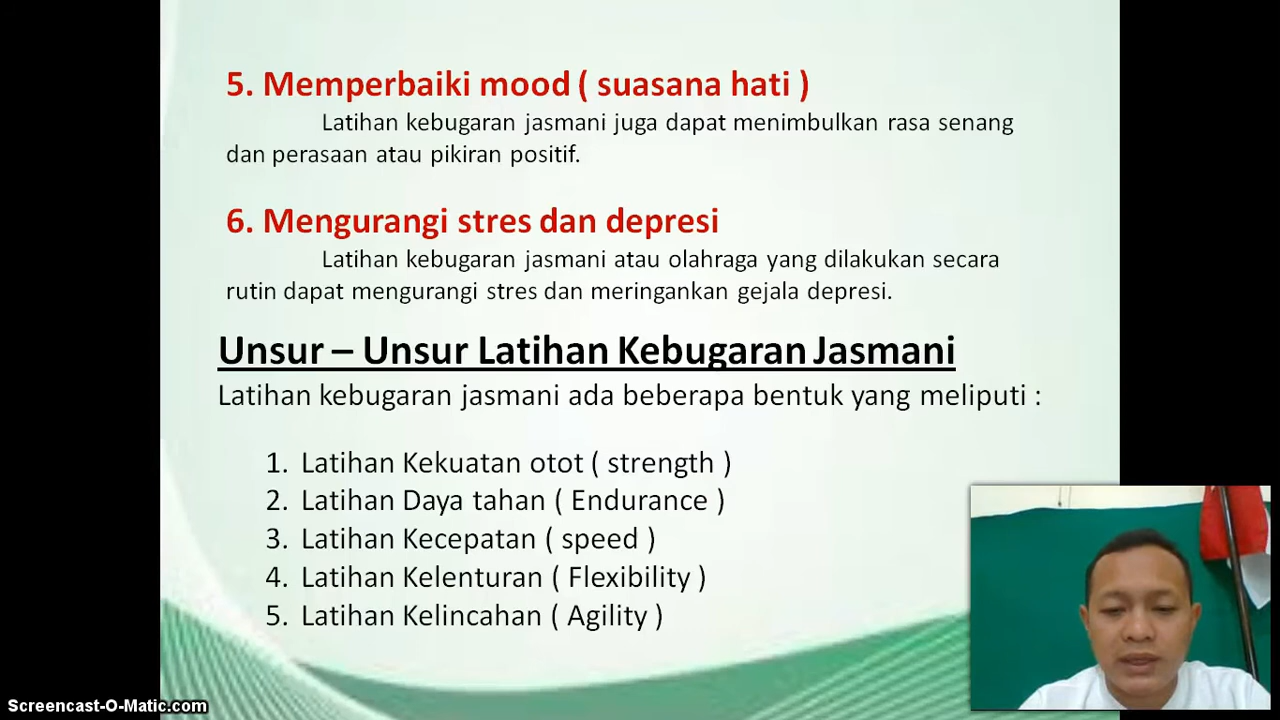 5. Memperbaiki mood ( suasana hati )
Latihan kebugaran jasmani juga dapat menimbulkan rasa senang
dan perasaan atau pikiran positif.
6. Mengurangi stres dan depresi
Latihan kebugaran jasmani atau olahraga yang dilakukan secara
rutin dapat mengurangi stres dan meringankan gejala depresi.
Unsur – Unsur Latihan Kebugaran Jasmani
Latihan kebugaran jasmani ada beberapa bentuk yang meliputi :
1. Latihan Kekuatan otot ( strength )
2. Latihan Daya tahan ( Endurance )
3. Latihan Kecepatan ( speed )
4. Latihan Kelenturan ( Flexibility )
5. Latihan Kelincahan ( Agility )
Screencast-O-Matic.com